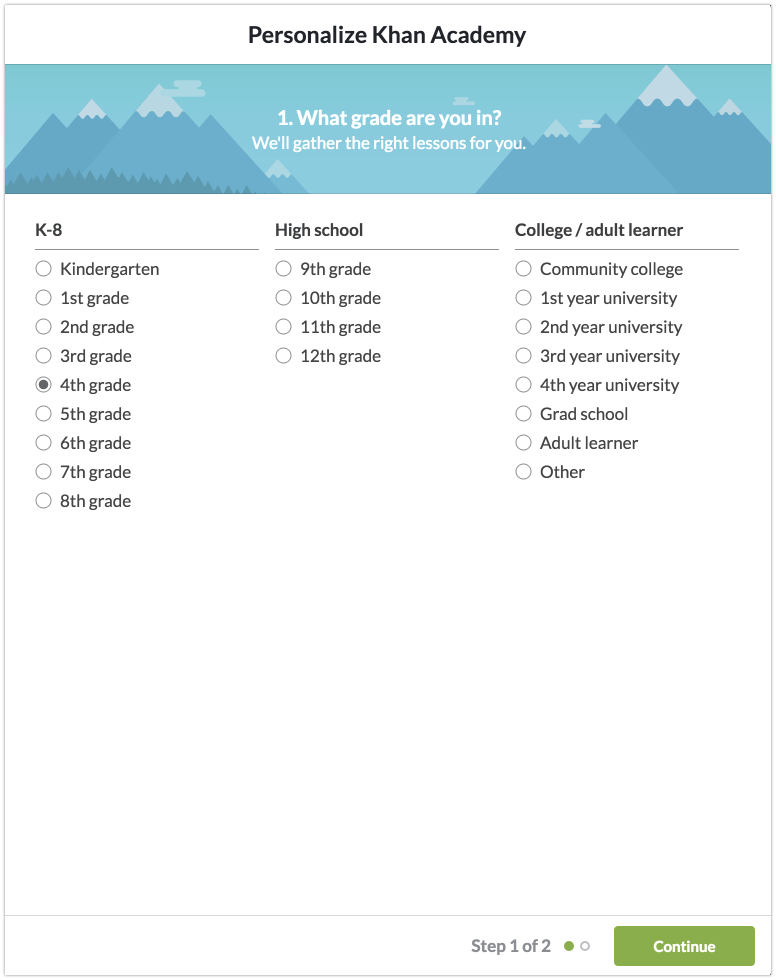 Personalize Khan Academy
1. What grade are you in?
We'll gather the right lessons for you.
K-8
Kindergarten
1st grade
2nd grade
3rd grade
4th grade
5th grade
6th grade
7th grade
8th grade
High school
9th grade
10th grade
11th grade
12th grade
College / adult learner
Community college
1st year university
2nd year university
3rd year university
4th year university
Grad school
Adult learner
Other
Step 1 of 2
Continue